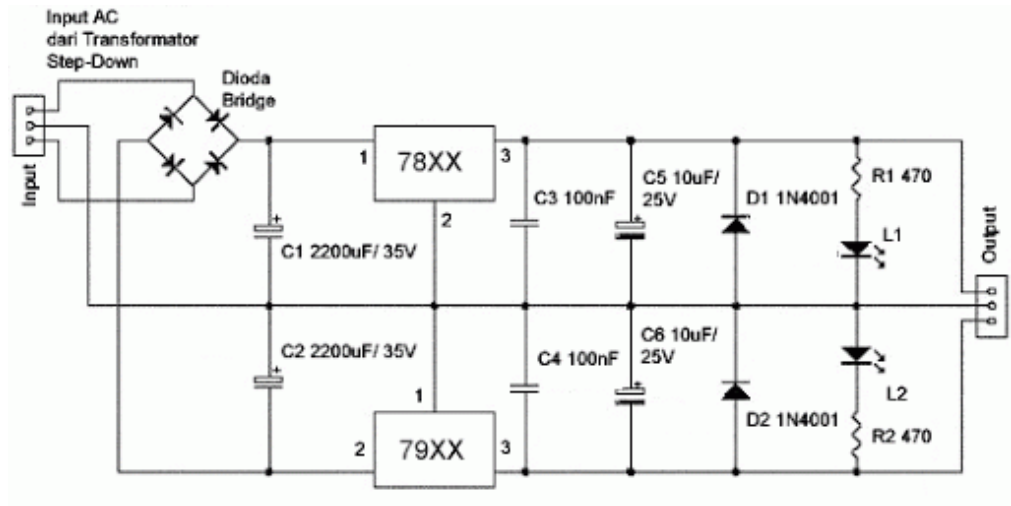 Input AC
dari Transformator
Step-Down
Dioda
Bridge
Input
1
78XX
3
2
C1 2200uF/ 35V
C3 100nF
C5 10uF/
25V
D1 1N4001
R1 470
L1
Output
C2 2200uF/ 35V
C4 100nF
C6 10uF/
25V
D2 1N4001
L2
R2 470
1
2
79XX
3